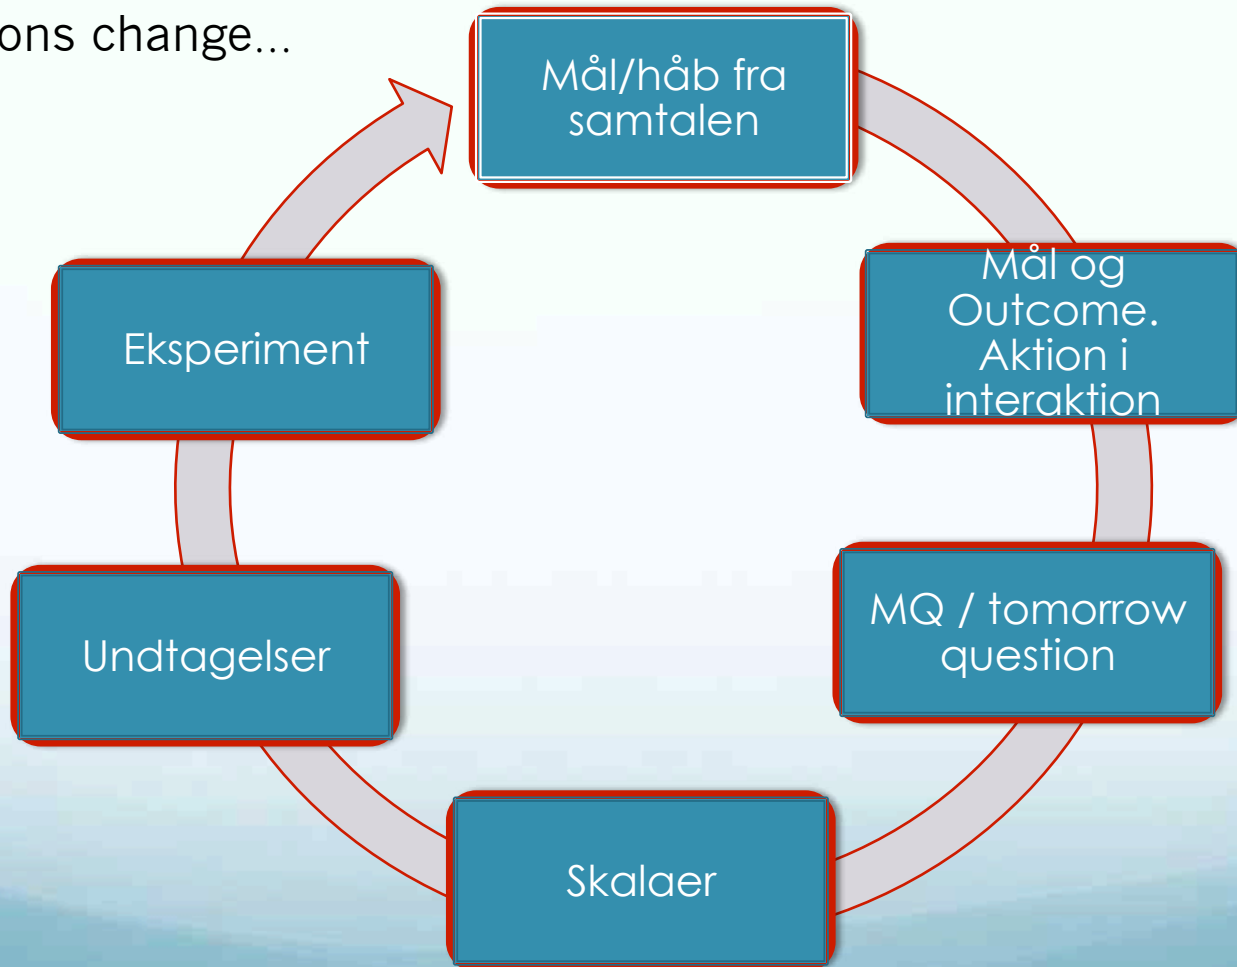 ons change...
Mål/håb fra
samtalen
Mål og
Outcome.
Aktion i
interaktion
MQ / tomorrow
question
Skalaer
Undtagelser
Eksperiment